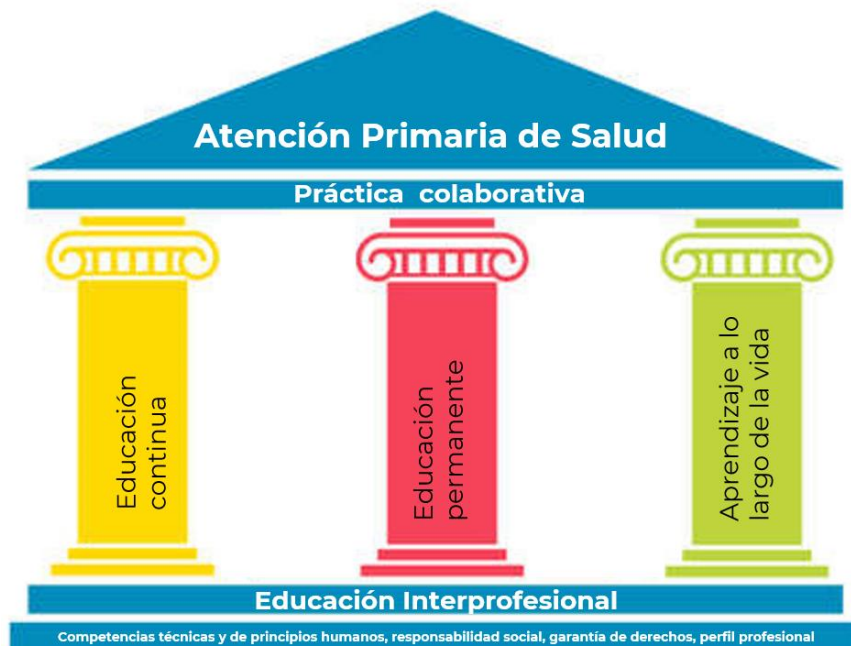 Atención Primaria de Salud
Práctica colaborativa
Educación
continua
Educación
permanente
Aprendizaje a lo
largo de la vida
Educación Interprofesional
Competencias técnicas y de principios humanos, responsabilidad social, garantía de derechos, perfil profesional